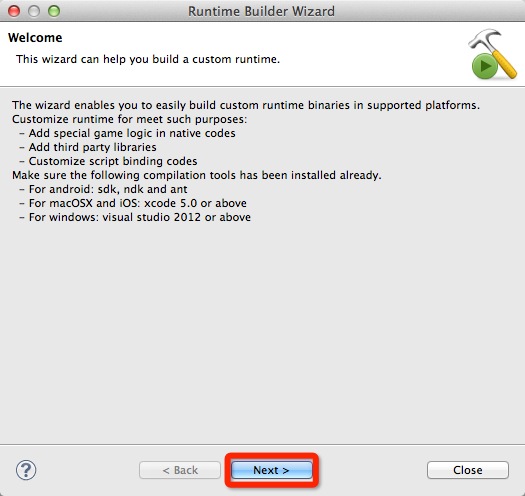 Runtime Builder Wizard
Welcome
This wizard can help you build a custom runtime.
The wizard enables you to easily build custom runtime binaries in supported platforms.
Customize runtime for meet such purposes:
– Add special game logic in native codes
– Add third party libraries
– Customize script binding codes
Make sure the following compilation tools has been installed already.
– For android: sdk, ndk and ant
– For macOSX and iOS: xcode 5.0 or above
– For windows: visual studio 2012 or above
? < Back Next > Close